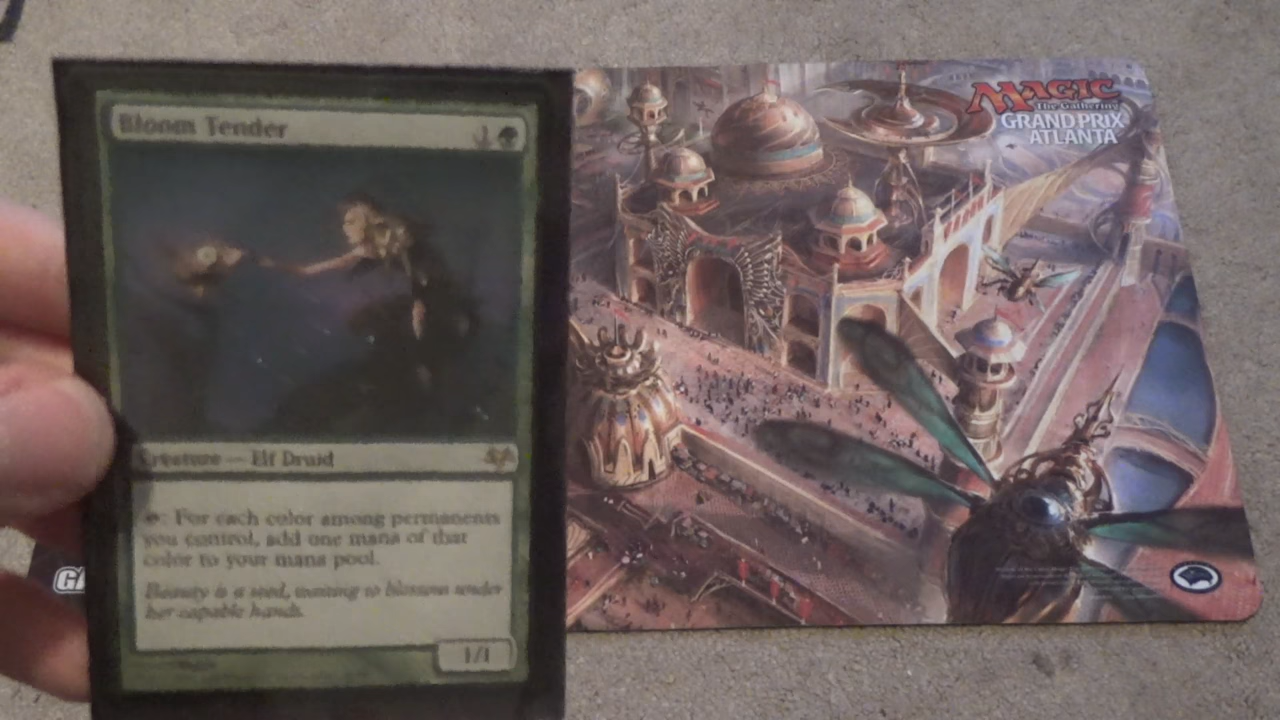 Bloom Tender
1
Creature — Elf Druid
: For each color among permanents
you control, add one mana of that
color to your mana pool.
Beauty is a seed, waiting to blossom under
her capable hands.
1/1
MAGIC
The Gathering
GRAND PRIX
ATLANTA